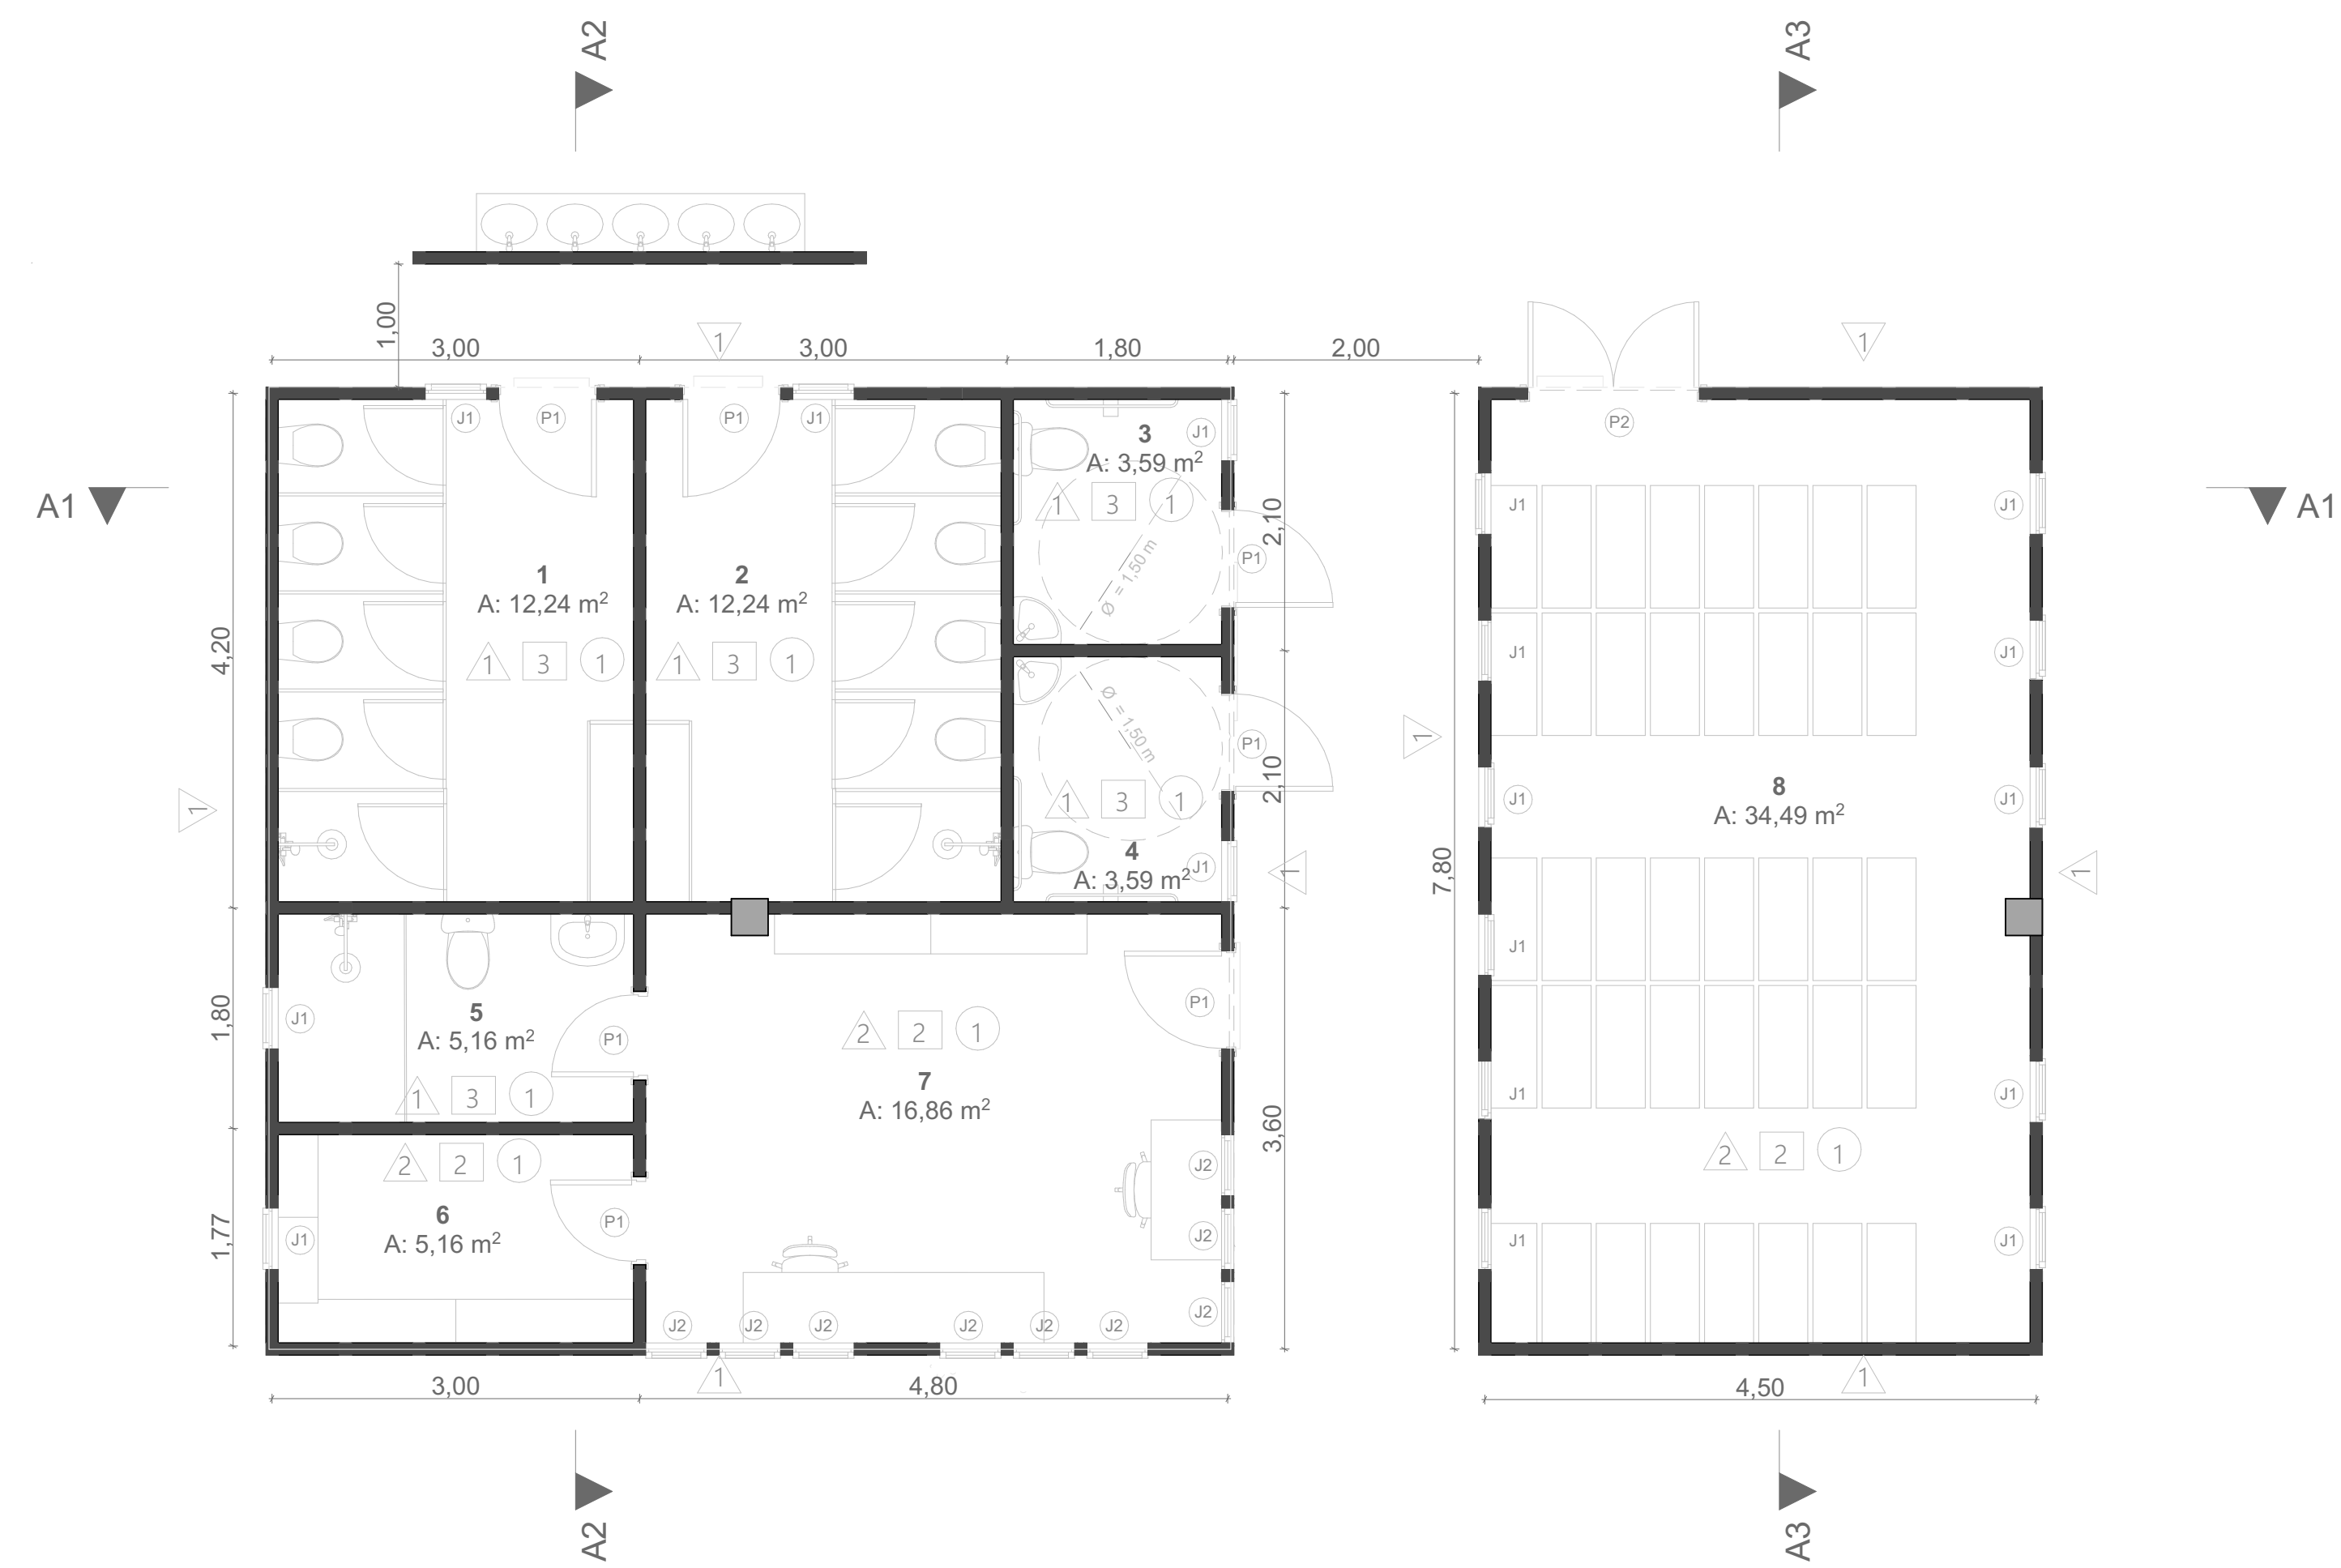 A2
A3
1,00
3,00
1
3,00
1,80
2,00
1
J1
P1
P1
J1
3
A: 3,59 m²
J1
P2
A1
1
3
1
2,10
J1
J1
A1
Ø = 1,50 m
P1
1
A: 12,24 m²
2
A: 12,24 m²
4,20
1
3
1
1
3
1
J1
J1
Ø = 1,50 m
P1
1
1
1
3
1
2,10
8
A: 34,49 m²
J1
J1
4
A: 3,59 m²
J1
1
7,80
1
J1
5
A: 5,16 m²
J1
1,80
P1
2
2
1
P1
J1
1
3
1
7
A: 16,86 m²
3,60
J1
J1
2
2
1
2
2
1
J2
6
A: 5,16 m²
J1
1,77
P1
J2
J1
J1
J2
J2
J2
J2
J2
J2
J2
1
1
3,00
4,80
4,50
A2
A3